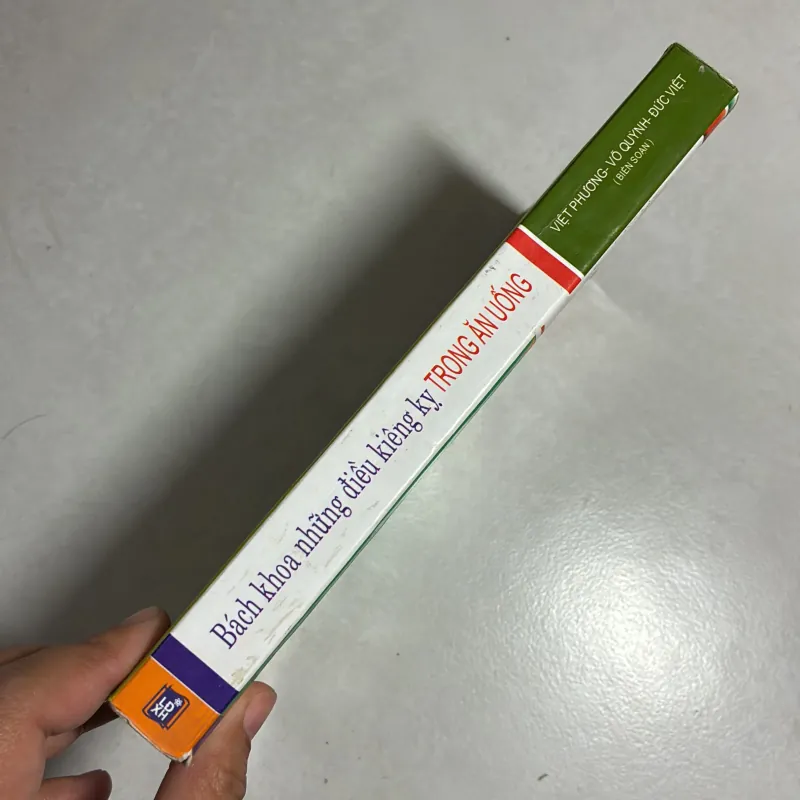 VIỆT PHƯƠNG- VÕ QUỲNH- ĐỨC VIỆT
( BIÊN SOẠN )
Bách khoa những điều kiêng kỵ TRONG ĂN UỐNG